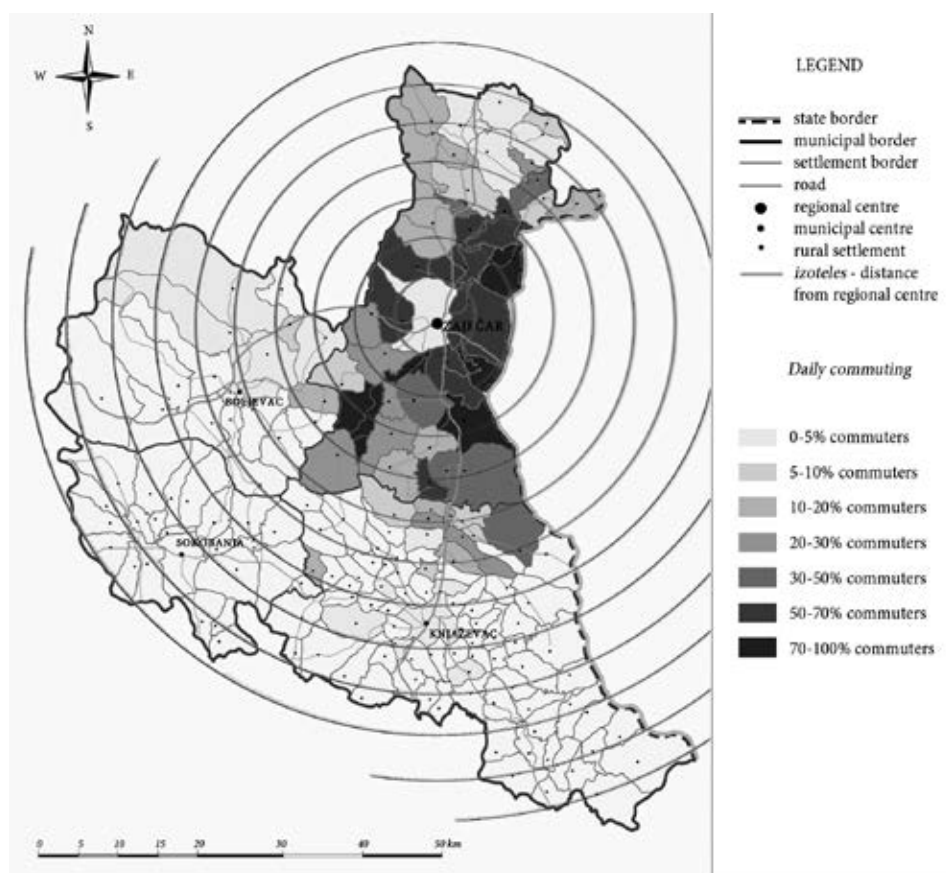 N
W E
S
ZAJEČAR
BOLJEVAC
SOKOBANJA
KNJAŽEVAC
0 5 10 15 20 30 40 50 km
LEGEND
state border
municipal border
settlement border
road
regional centre
municipal centre
rural settlement
izoteles - distance
from regional centre
Daily commuting
0-5% commuters
5-10% commuters
10-20% commuters
20-30% commuters
30-50% commuters
50-70% commuters
70-100% commuters